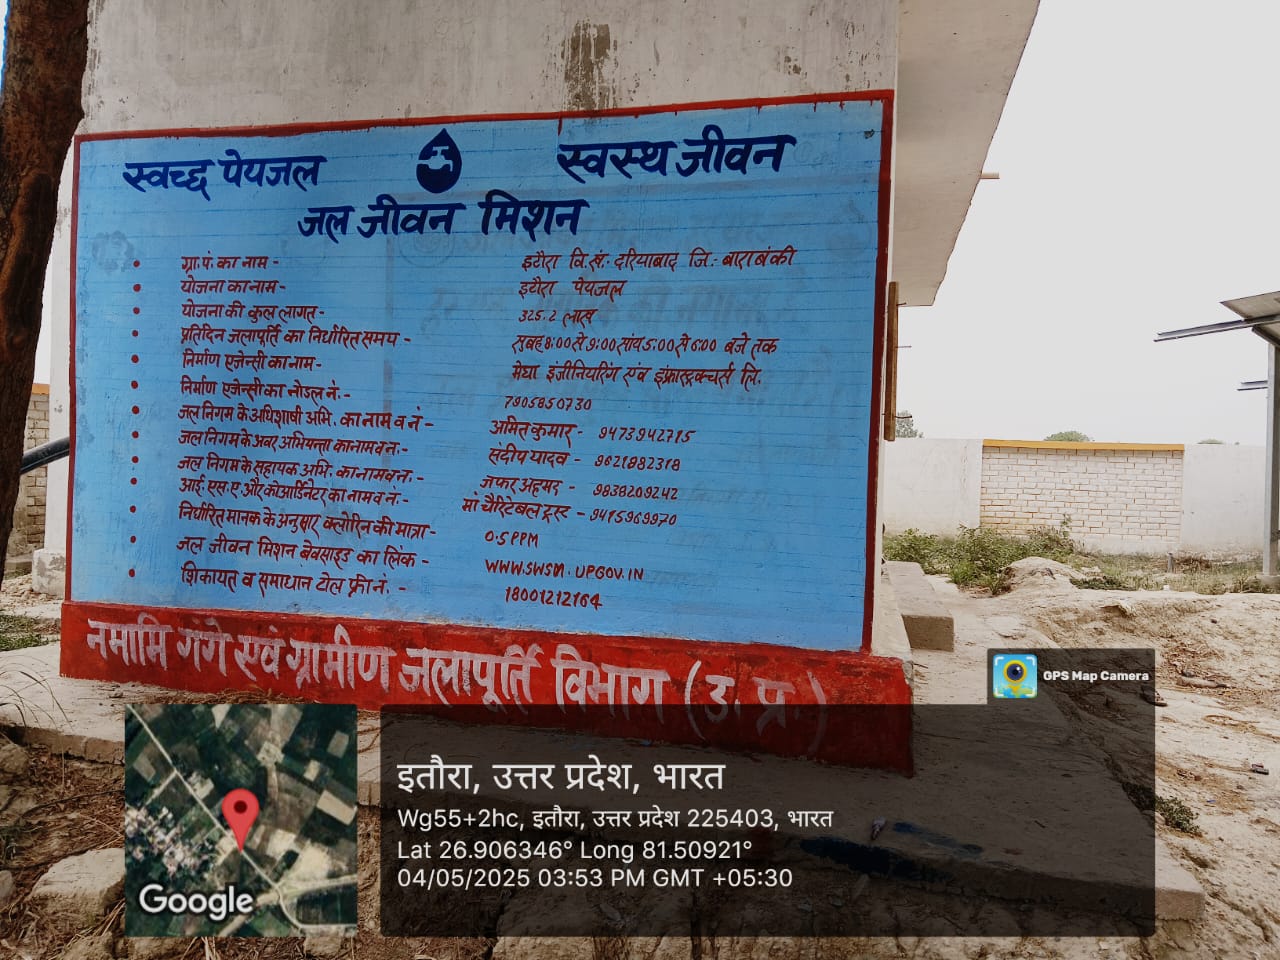 स्वच्छ पेयजल स्वस्थ जीवन
जल जीवन मिशन
ग्रा.पं. का नाम - इटौरा वि.खं.- दरियाबाद जि.- बाराबंकी
योजना का नाम - इटौरा पेयजल
योजना की कुल लागत - 325.2 लाख
प्रतिदिन जलापूर्ति का निर्धारित समय - सुबह 8:00 से 9:00 सांय 5:00 से 6:00 बजे तक
निर्माण एजेन्सी का नाम - मेघा इंजीनियरिंग एवं इंफ्रास्ट्रक्चर्स लि.
निर्माण एजेन्सी का नोडल नं.- 7905850730
जल निगम के अधिशाषी अभि. का नाम व नं - अमित कुमार - 9473942715
जल निगम के अवर अभियन्ता का नाम व नं.- संदीप यादव - 9621982318
जल निगम के सहायक अभि. का नाम व नं.- जफर अहमद - 9838209242
आई. एस. ए. और कोआर्डिनेटर का नाम व नं.- मां चैरिटेबल ट्रस्ट - 9415969970
निर्धारित मानक के अनुसार क्लोरिन की मात्रा - 0.5 PPM
जल जीवन मिशन बेवसाइड का लिंक - WWW.SWSM.UPGOV.IN
शिकायत व समाधान टोल फ्री नं. - 18001212164
नमामि गंगे एवं ग्रामीण जलापूर्ति विभाग (उ. प्र.)
GPS Map Camera
इतौरा, उत्तर प्रदेश, भारत
Wg55+2hc, इतौरा, उत्तर प्रदेश 225403, भारत
Lat 26.906346° Long 81.50921°
04/05/2025 03:53 PM GMT +05:30
Google